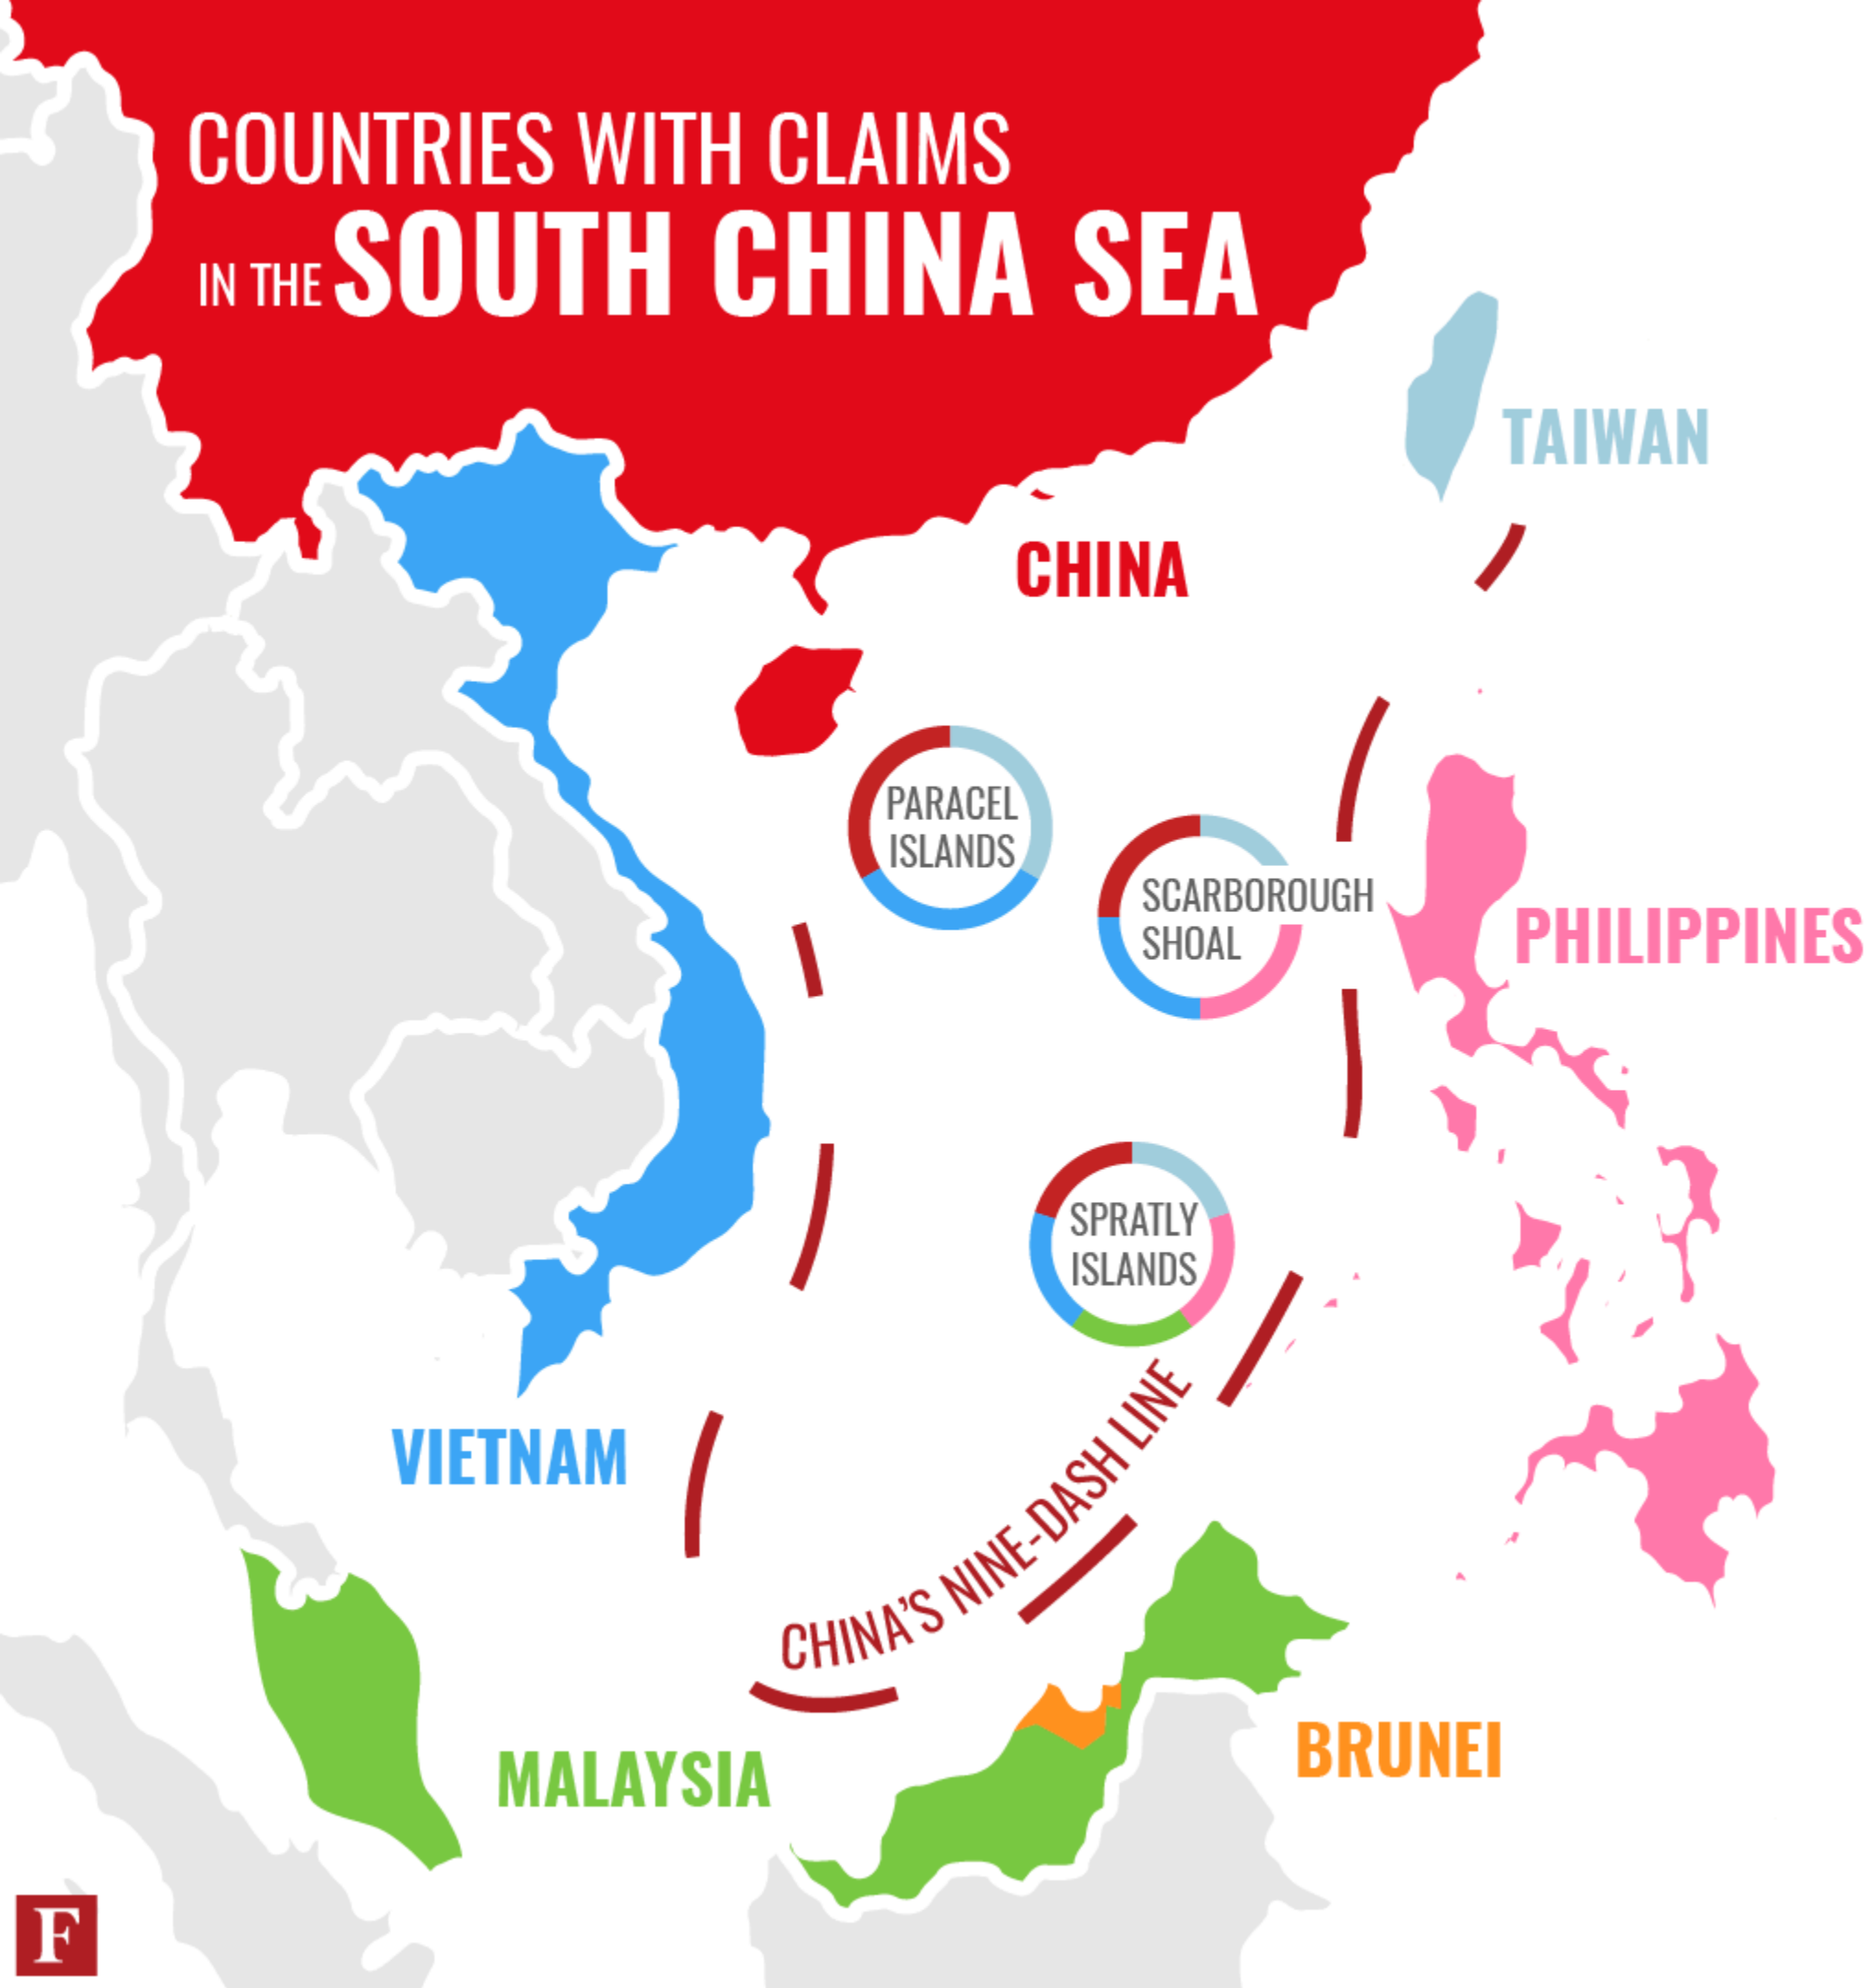 COUNTRIES WITH CLAIMS
IN THE SOUTH CHINA SEA
TAIWAN
CHINA
PARACEL
ISLANDS
SCARBOROUGH
SHOAL
PHILIPPINES
SPRATLY
ISLANDS
VIETNAM
CHINA'S NINE-DASH LINE
BRUNEI
MALAYSIA
F